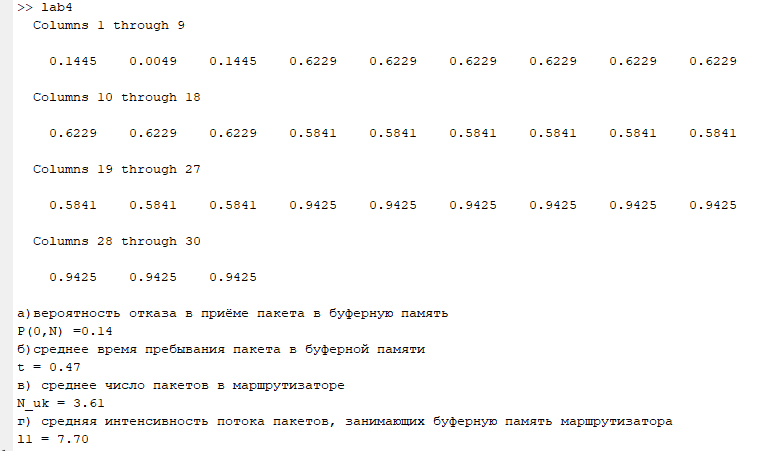 >> lab4
Columns 1 through 9
0.1445 0.0049 0.1445 0.6229 0.6229 0.6229 0.6229 0.6229 0.6229
Columns 10 through 18
0.6229 0.6229 0.6229 0.5841 0.5841 0.5841 0.5841 0.5841 0.5841
Columns 19 through 27
0.5841 0.5841 0.5841 0.9425 0.9425 0.9425 0.9425 0.9425 0.9425
Columns 28 through 30
0.9425 0.9425 0.9425
а)вероятность отказа в приёме пакета в буферную память
P(0,N) =0.14
б)среднее время пребывания пакета в буферной памяти
t = 0.47
в) среднее число пакетов в маршрутизаторе
N_uk = 3.61
г) средняя интенсивность потока пакетов, занимающих буферную память маршрутизатора
l1 = 7.70